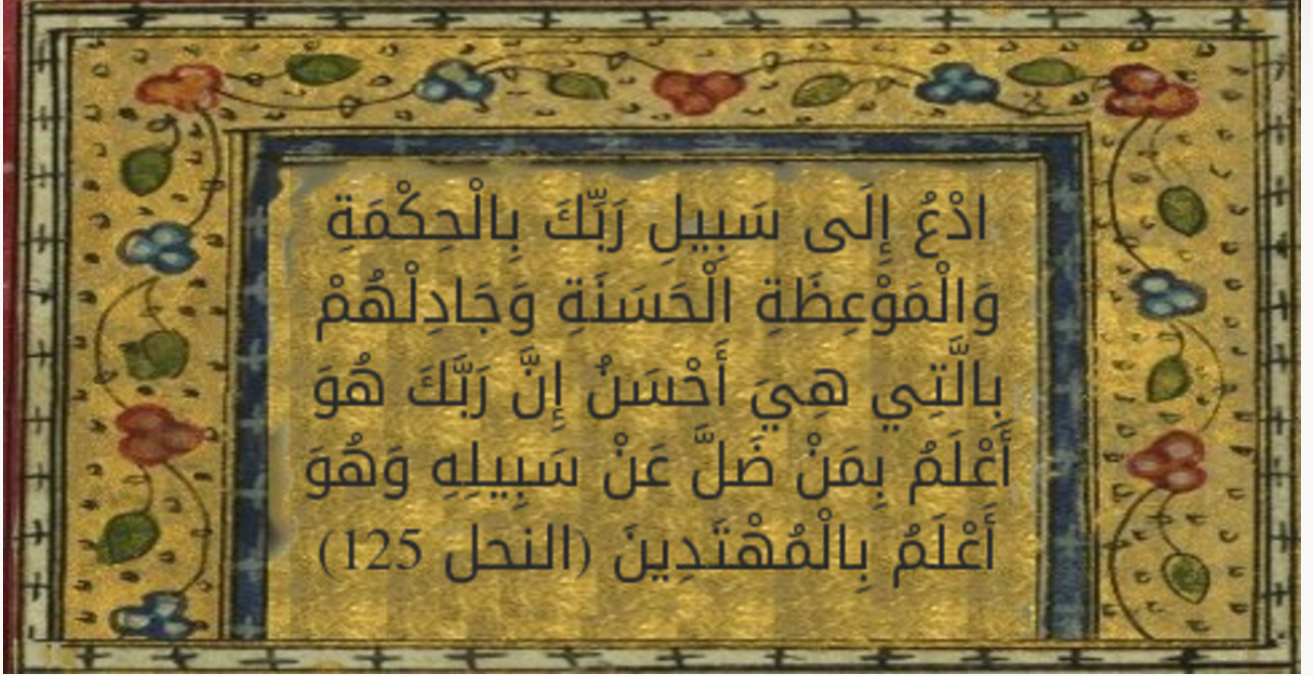 ادْعُ إِلَى سَبِيلِ رَبِّكَ بِالْحِكْمَةِ
وَالْمَوْعِظَةِ الْحَسَنَةِ وَجَادِلْهُمْ
بِالَّتِي هِيَ أَحْسَنُ إِنَّ رَبَّكَ هُوَ
أَعْلَمُ بِمَنْ ضَلَّ عَنْ سَبِيلِهِ وَهُوَ
أَعْلَمُ بِالْمُهْتَدِينَ (النحل 125)